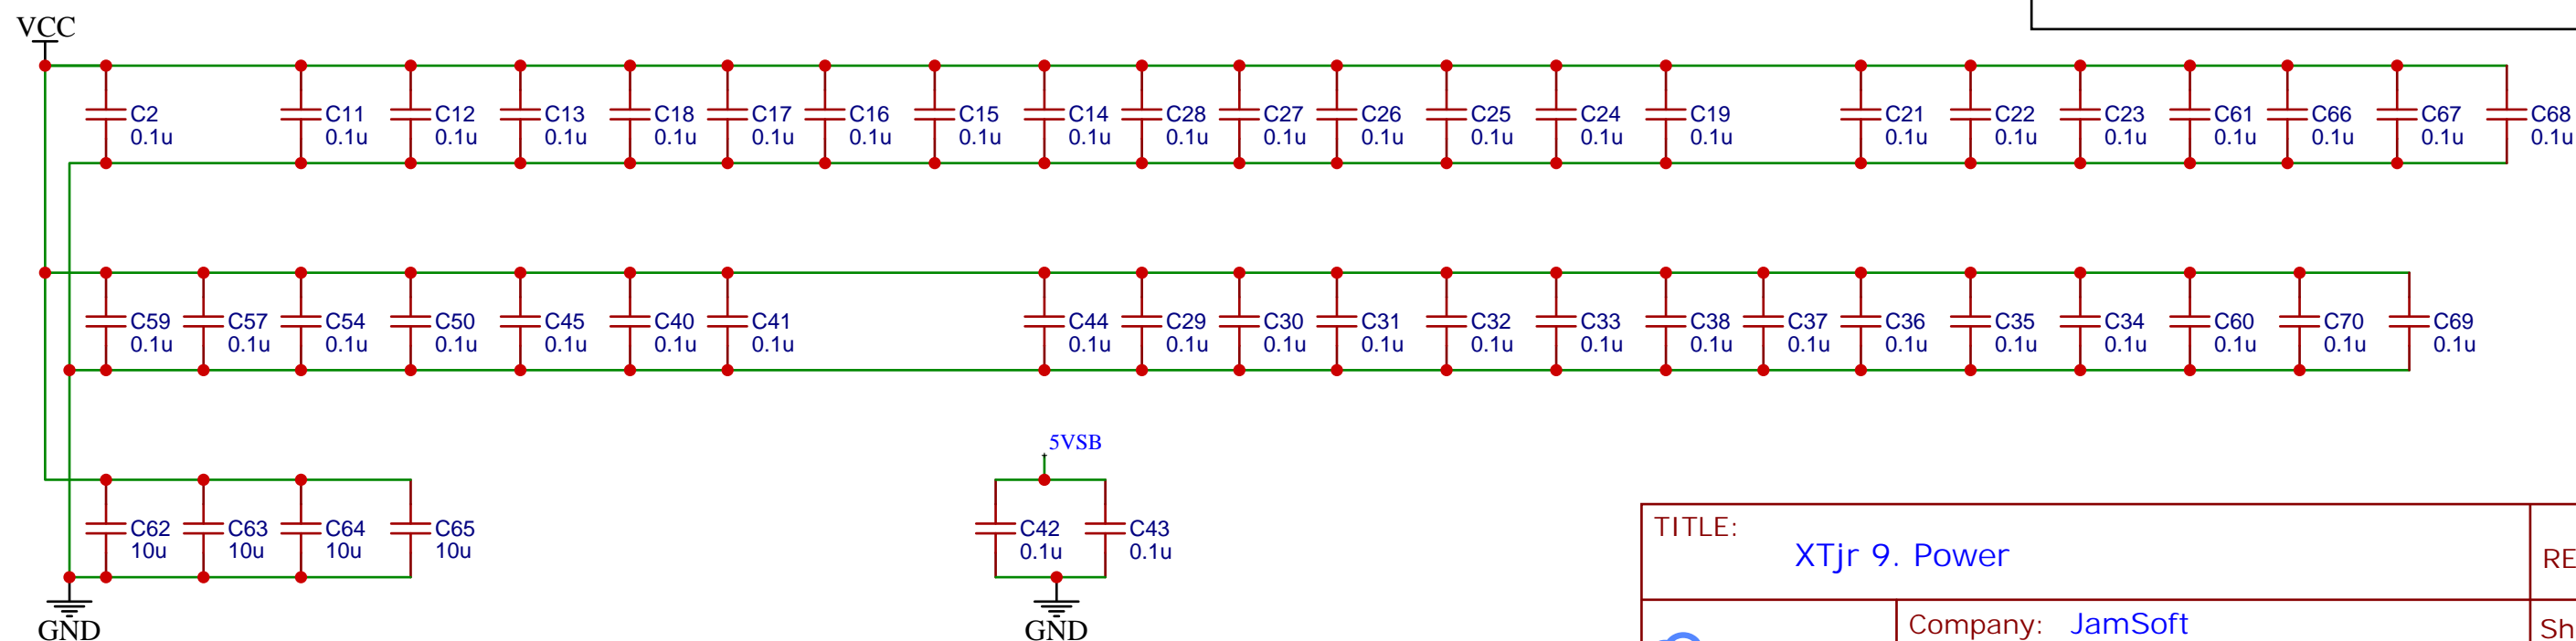 VCC
C2 C11 C12 C13 C18 C17 C16 C15 C14 C28 C27 C26 C25 C24 C19 C21 C22 C23 C61 C66 C67 C68
0.1u 0.1u 0.1u 0.1u 0.1u 0.1u 0.1u 0.1u 0.1u 0.1u 0.1u 0.1u 0.1u 0.1u 0.1u 0.1u 0.1u 0.1u 0.1u 0.1u 0.1u 0.1u
C59 C57 C54 C50 C45 C40 C41 C44 C29 C30 C31 C32 C33 C38 C37 C36 C35 C34 C60 C70 C69
0.1u 0.1u 0.1u 0.1u 0.1u 0.1u 0.1u 0.1u 0.1u 0.1u 0.1u 0.1u 0.1u 0.1u 0.1u 0.1u 0.1u 0.1u 0.1u 0.1u 0.1u
5VSB
C62 C63 C64 C65 C42 C43
10u 10u 10u 10u 0.1u 0.1u
GND GND
TITLE:
XTjr 9. Power
RE
Company: JamSoft
Sh